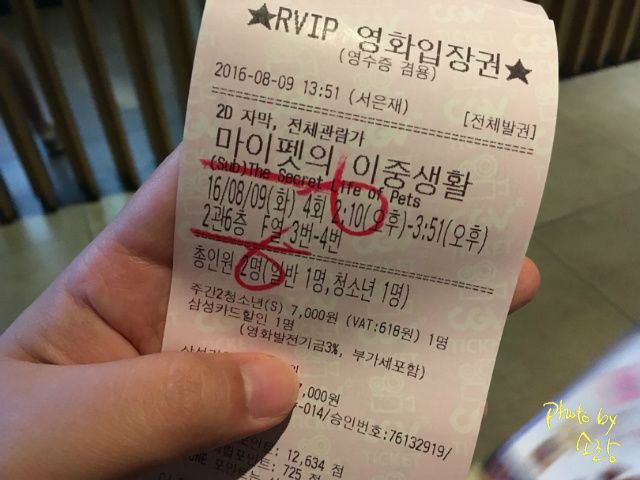 ★RVIP 영화입장권★
(영수증 겸용)
2016-08-09 13:51 (서은재) [전체발권]
2D 자막, 전체관람가
마이펫의 이중생활
(Sub)The Secret Life of Pets
16/08/09(화) 4회 2:10(오후)-3:51(오후)
2관6층 F열 3번-4번
총인원 2명(일반 1명,청소년 1명)
주간2청소년(S) 7,000원 (VAT:618원) 1명
삼성카드할인 1명
(영화발전기금3%, 부가세포함)
7,000원
-014/승인번호:76132919/
12,634 점
ONE 포인트: 725 점
Photo by
소랑